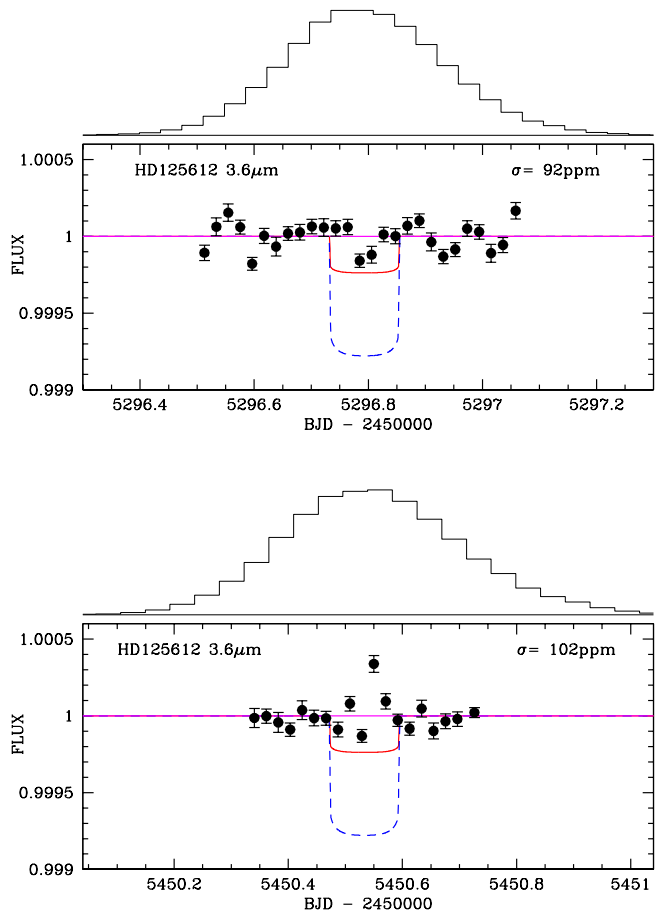 HD125612 3.6μm
σ= 92ppm
1.0005
1
0.9995
0.999
FLUX
5296.4 5296.6 5296.8 5297 5297.2
BJD − 2450000
HD125612 3.6μm
σ= 102ppm
1.0005
1
0.9995
0.999
FLUX
5450.2 5450.4 5450.6 5450.8 5451
BJD − 2450000